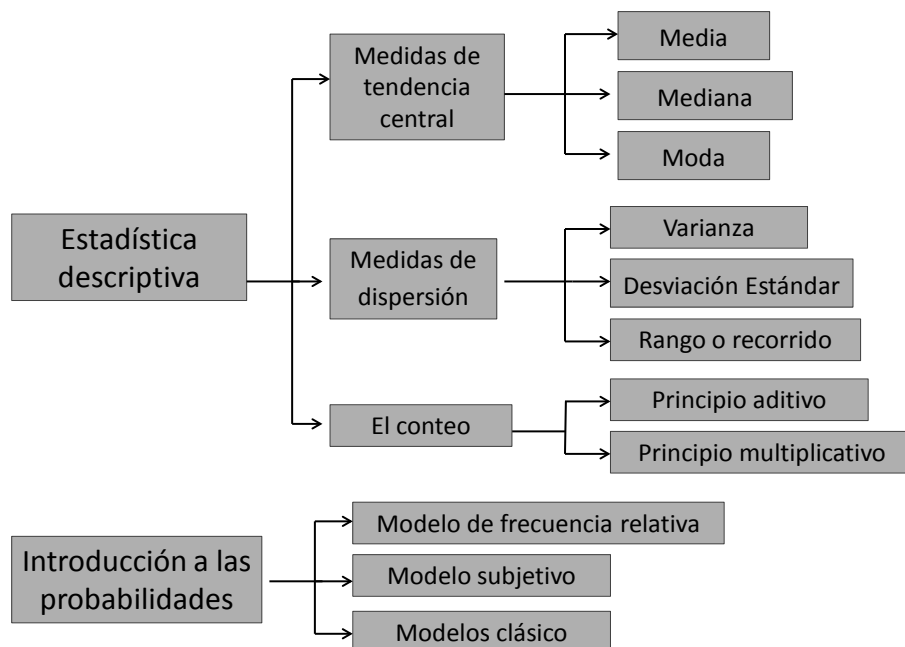 Estadística
descriptiva
Medidas de
tendencia
central
Media
Mediana
Moda
Medidas de
dispersión
Varianza
Desviación Estándar
Rango o recorrido
El conteo
Principio aditivo
Principio multiplicativo
Introducción a las
probabilidades
Modelo de frecuencia relativa
Modelo subjetivo
Modelos clásico